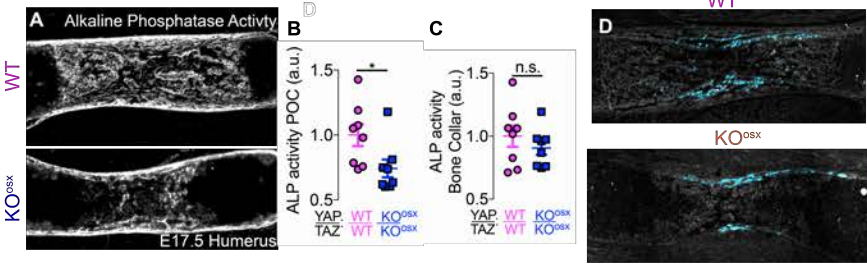 D
WT
A
Alkaline Phosphatase Activty
B
C
D
WT
ALP activity POC (a.u.)
1.5
1.0
0.5
*
YAP. WT KOosx
TAZ. WT KOosx
ALP activity
Bone Collar (a.u.)
1.5
1.0
0.5
n.s.
YAP. WT KOosx
TAZ. WT KOosx
KOosx
KOosx
E17.5 Humerus